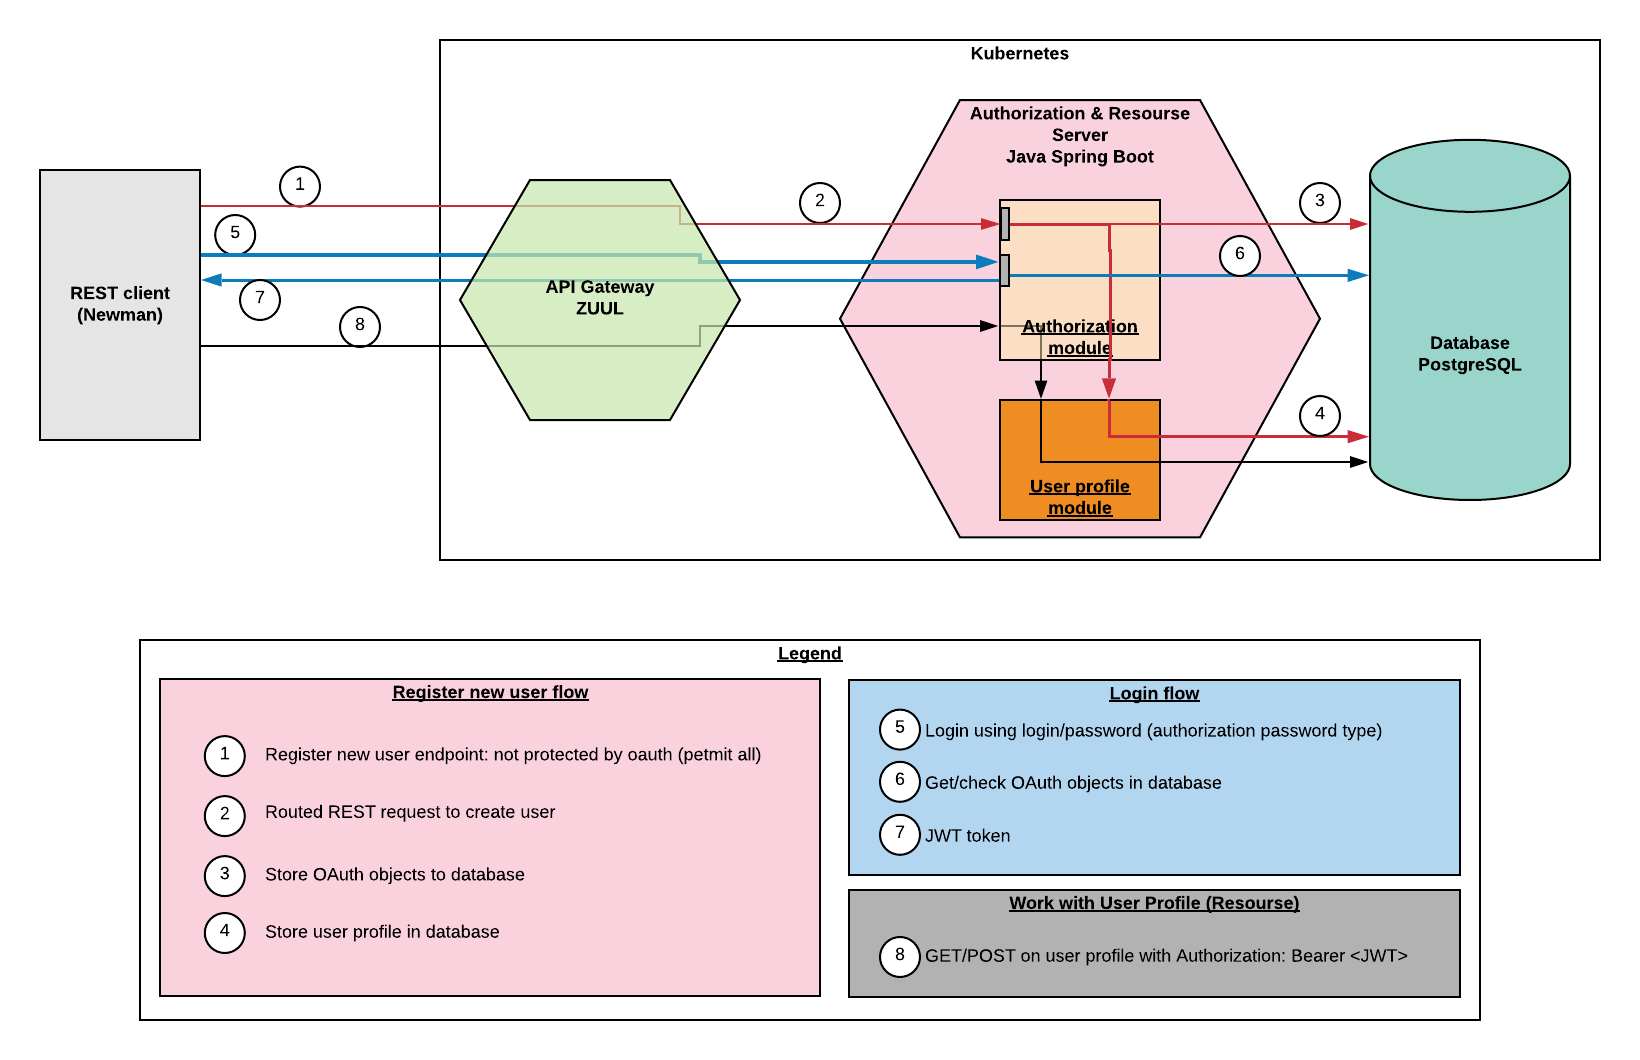 Kubernetes
Authorization & Resourse
Server
Java Spring Boot
1
2
3
5
6
7
8
REST client
(Newman)
API Gateway
ZUUL
Authorization
module
Database
PostgreSQL
4
User profile
module
Legend
Register new user flow
1
Register new user endpoint: not protected by oauth (petmit all)
2
Routed REST request to create user
3
Store OAuth objects to database
4
Store user profile in database
Login flow
5
Login using login/password (authorization password type)
6
Get/check OAuth objects in database
7
JWT token
Work with User Profile (Resourse)
8
GET/POST on user profile with Authorization: Bearer <JWT>